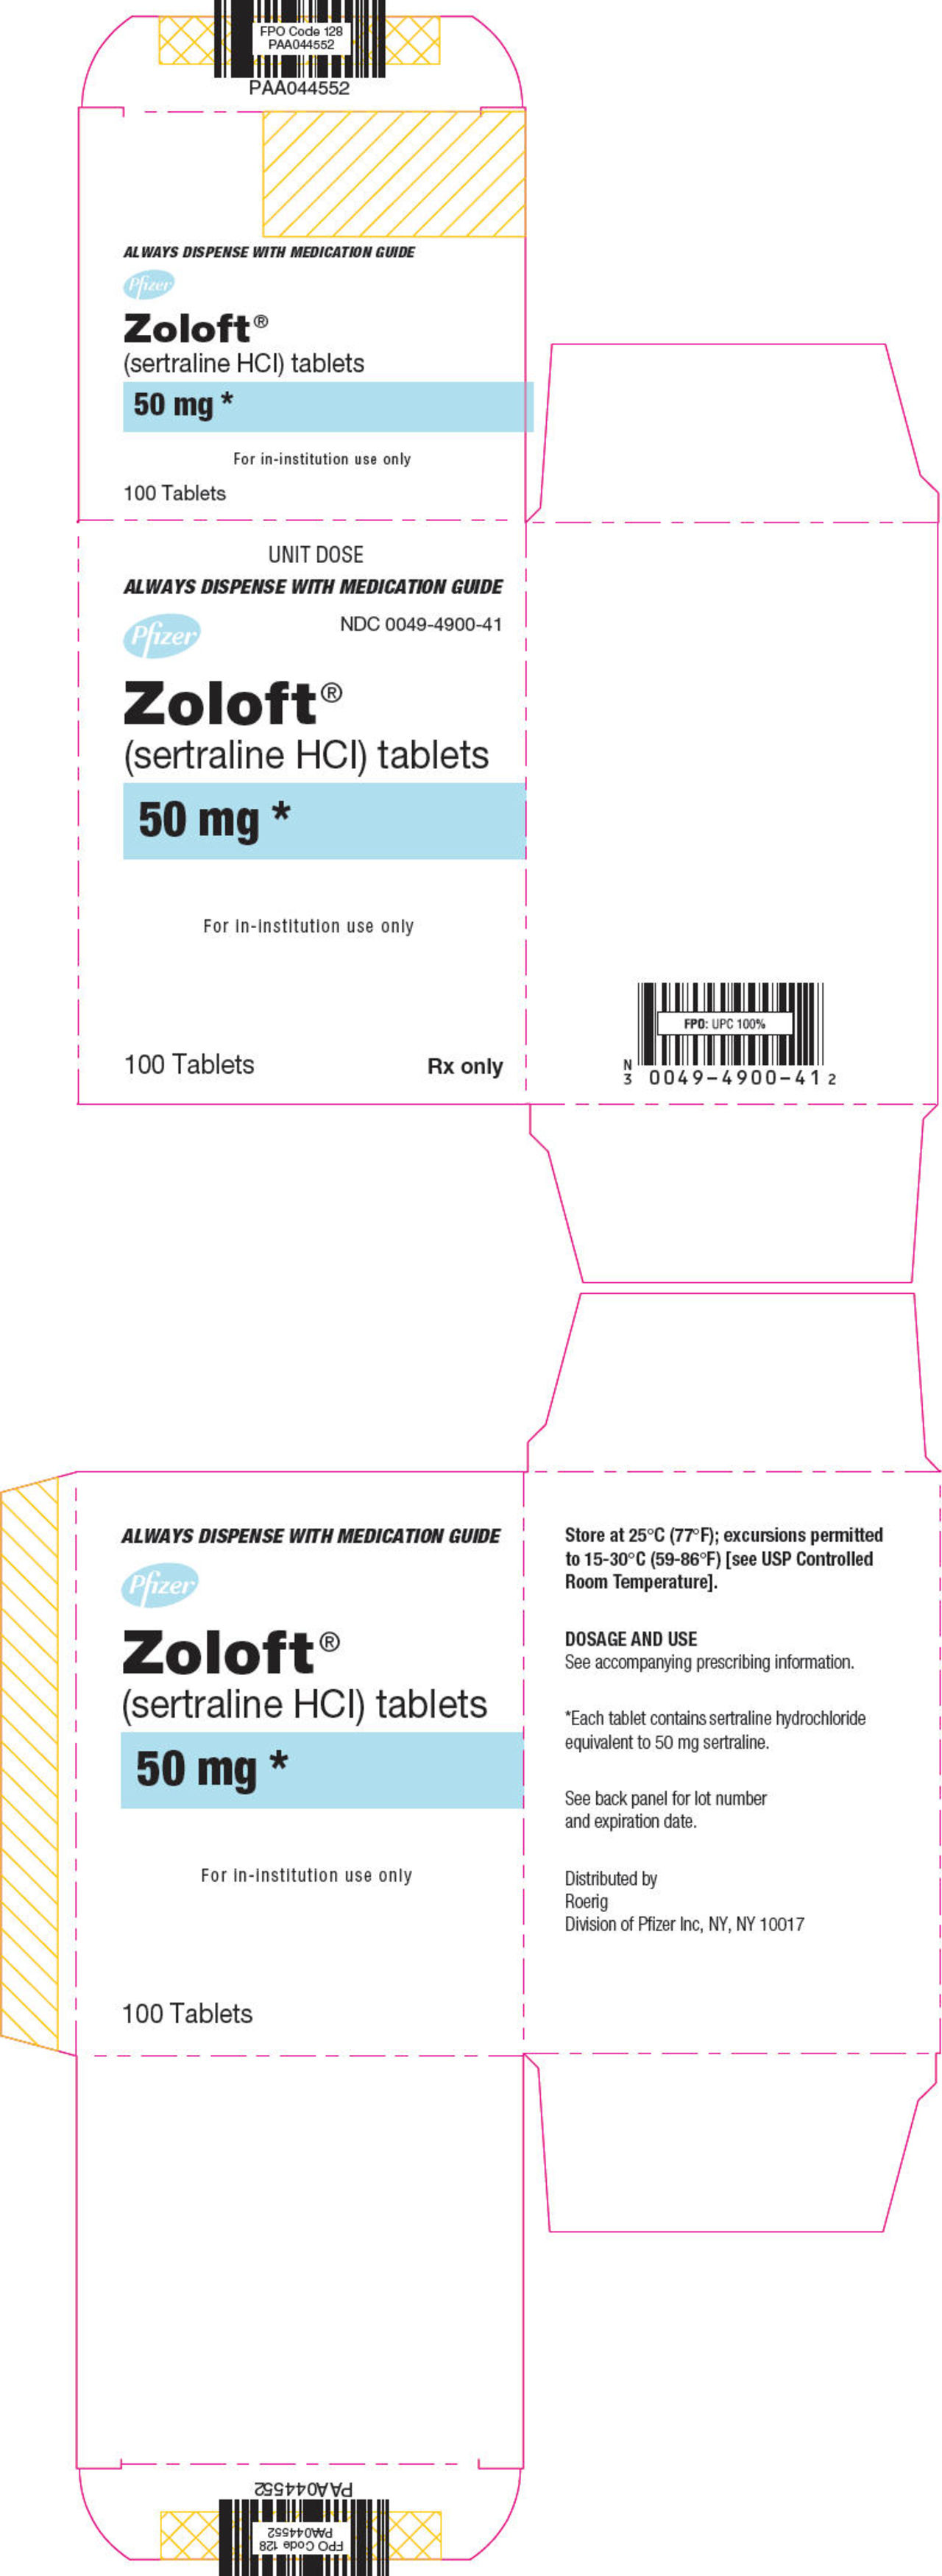 FPO Code 128
PAA044552
PAA044552
ALWAYS DISPENSE WITH MEDICATION GUIDE
Pfizer
Zoloft®
(sertraline HCl) tablets
50 mg *
For in-institution use only
100 Tablets
UNIT DOSE
ALWAYS DISPENSE WITH MEDICATION GUIDE
Pfizer
NDC 0049-4900-41
Zoloft®
(sertraline HCl) tablets
50 mg *
For in-institution use only
100 Tablets
Rx only
FPO: UPC 100%
N
3 0049-4900-41 2
ALWAYS DISPENSE WITH MEDICATION GUIDE
Pfizer
Zoloft®
(sertraline HCl) tablets
50 mg *
For in-institution use only
100 Tablets
Store at 25°C (77°F); excursions permitted
to 15-30°C (59-86°F) [see USP Controlled
Room Temperature].
DOSAGE AND USE
See accompanying prescribing information.
*Each tablet contains sertraline hydrochloride
equivalent to 50 mg sertraline.
See back panel for lot number
and expiration date.
Distributed by
Roerig
Division of Pfizer Inc, NY, NY 10017
PAA044552
FPO Code 128
PAA044552